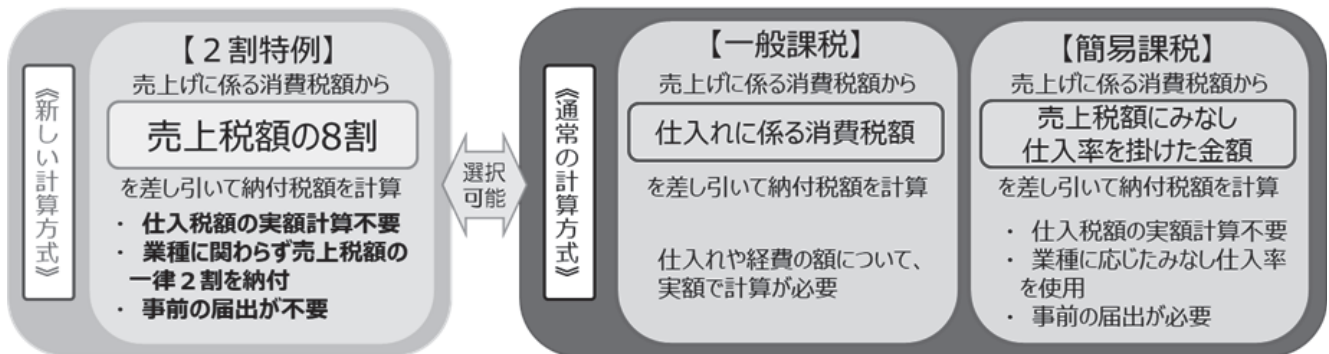 《新しい計算方式》
【２割特例】
売上げに係る消費税額から
売上税額の8割
を差し引いて納付税額を計算
・ 仕入税額の実額計算不要
・ 業種に関わらず売上税額の
一律２割を納付
・ 事前の届出が不要
選択
可能
《通常の計算方式》
【一般課税】
売上げに係る消費税額から
仕入れに係る消費税額
を差し引いて納付税額を計算
仕入れや経費の額について、
実額で計算が必要
【簡易課税】
売上げに係る消費税額から
売上税額にみなし
仕入率を掛けた金額
を差し引いて納付税額を計算
・ 仕入税額の実額計算不要
・ 業種に応じたみなし仕入率
を使用
・ 事前の届出が必要